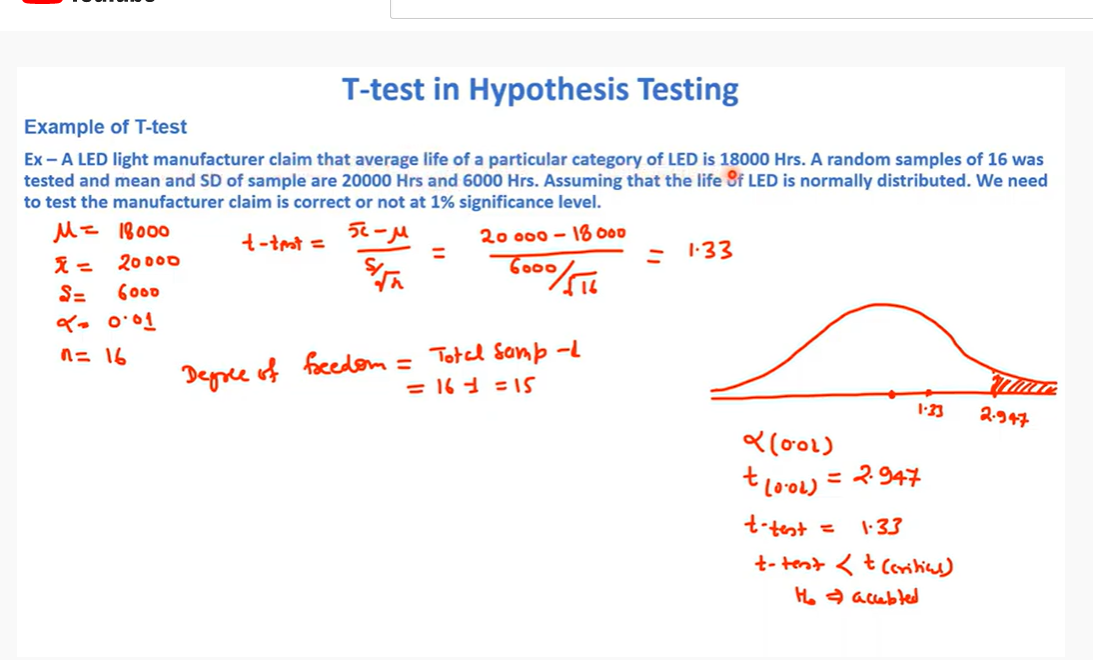 YouTube
T-test in Hypothesis Testing
Example of T-test
Ex – A LED light manufacturer claim that average life of a particular category of LED is 18000 Hrs. A random samples of 16 was
tested and mean and SD of sample are 20000 Hrs and 6000 Hrs. Assuming that the life of LED is normally distributed. We need
to test the manufacturer claim is correct or not at 1% significance level.
μ = 18000
x̄ = 20000
S = 6000
α = 0.01
n = 16
t-test = (x̄ - μ) / (s/√n) = (20000 - 18000) / (6000/√16) = 1.33
Degree of freedom = Total Samp - 1
= 16 - 1 = 15
1.33 2.947
α (0.01)
t (0.01) = 2.947
t-test = 1.33
t-test < t (critical)
H₀ ⇒ accepted